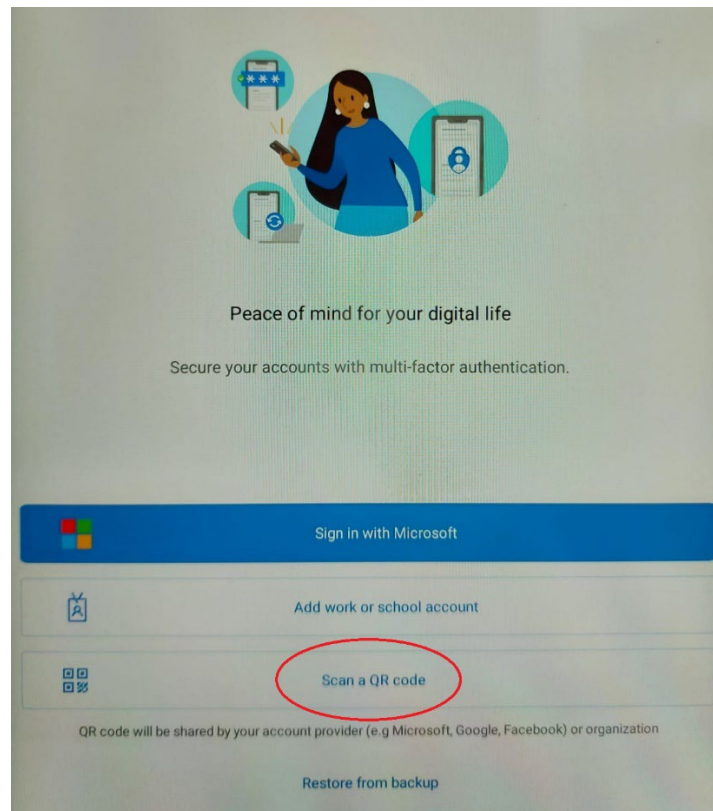 ***
Peace of mind for your digital life
Secure your accounts with multi-factor authentication.
Sign in with Microsoft
Add work or school account
Scan a QR code
QR code will be shared by your account provider (e.g Microsoft, Google, Facebook) or organization
Restore from backup